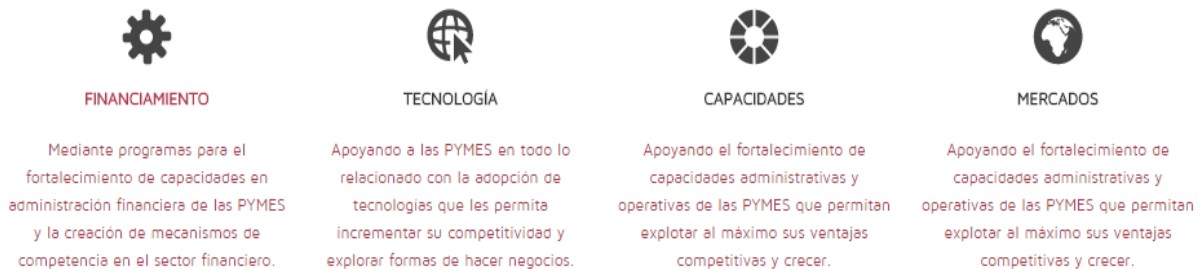 FINANCIAMIENTO
Mediante programas para el
fortalecimiento de capacidades en
administración financiera de las PYMES
y la creación de mecanismos de
competencia en el sector financiero.
TECNOLOGÍA
Apoyando a las PYMES en todo lo
relacionado con la adopción de
tecnologías que les permita
incrementar su competitividad y
explorar formas de hacer negocios.
CAPACIDADES
Apoyando el fortalecimiento de
capacidades administrativas y
operativas de las PYMES que permitan
explotar al máximo sus ventajas
competitivas y crecer.
MERCADOS
Apoyando el fortalecimiento de
capacidades administrativas y
operativas de las PYMES que permitan
explotar al máximo sus ventajas
competitivas y crecer.